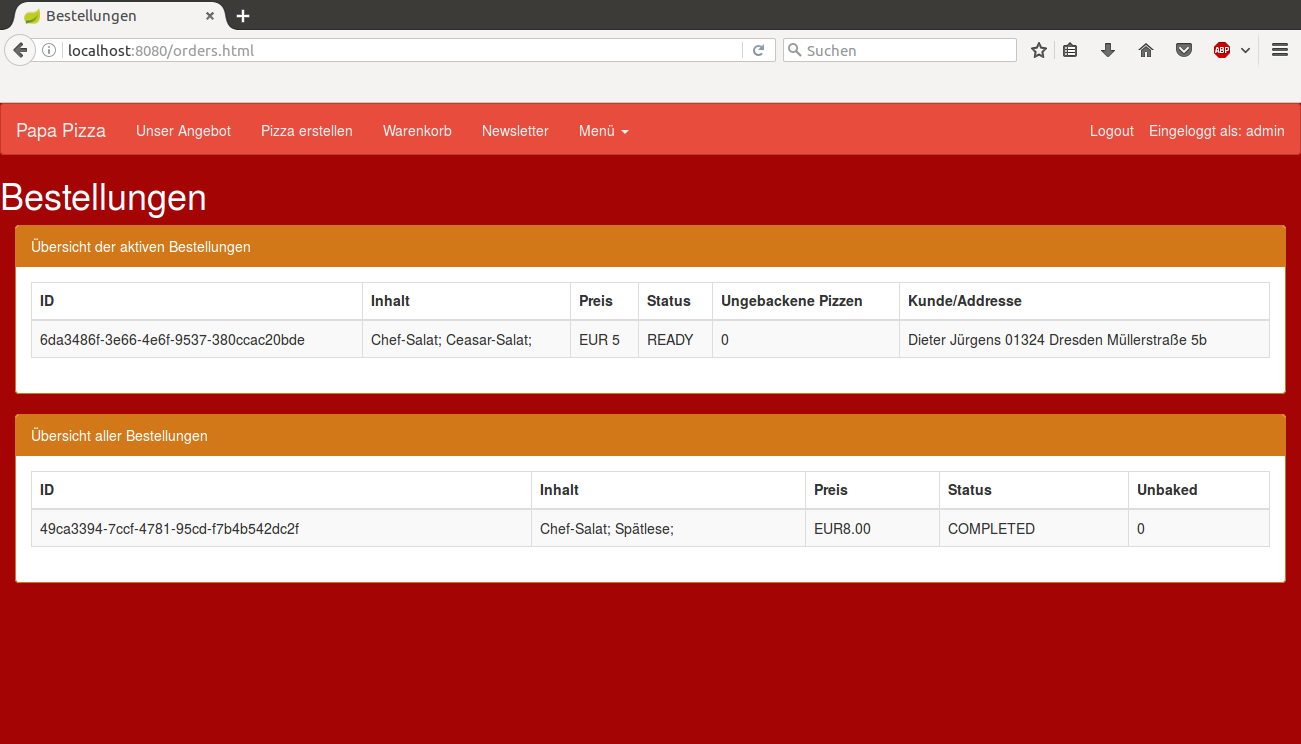 Bestellungen
localhost:8080/orders.html
Suchen
ABP
Papa Pizza Unser Angebot Pizza erstellen Warenkorb Newsletter Menü Logout Eingeloggt als: admin
Bestellungen
Übersicht der aktiven Bestellungen
ID Inhalt Preis Status Ungebackene Pizzen Kunde/Addresse
6da3486f-3e66-4e6f-9537-380ccac20bde Chef-Salat; Ceasar-Salat; EUR 5 READY 0 Dieter Jürgens 01324 Dresden Müllerstraße 5b
Übersicht aller Bestellungen
ID Inhalt Preis Status Unbaked
49ca3394-7ccf-4781-95cd-f7b4b542dc2f Chef-Salat; Spätlese; EUR8.00 COMPLETED 0